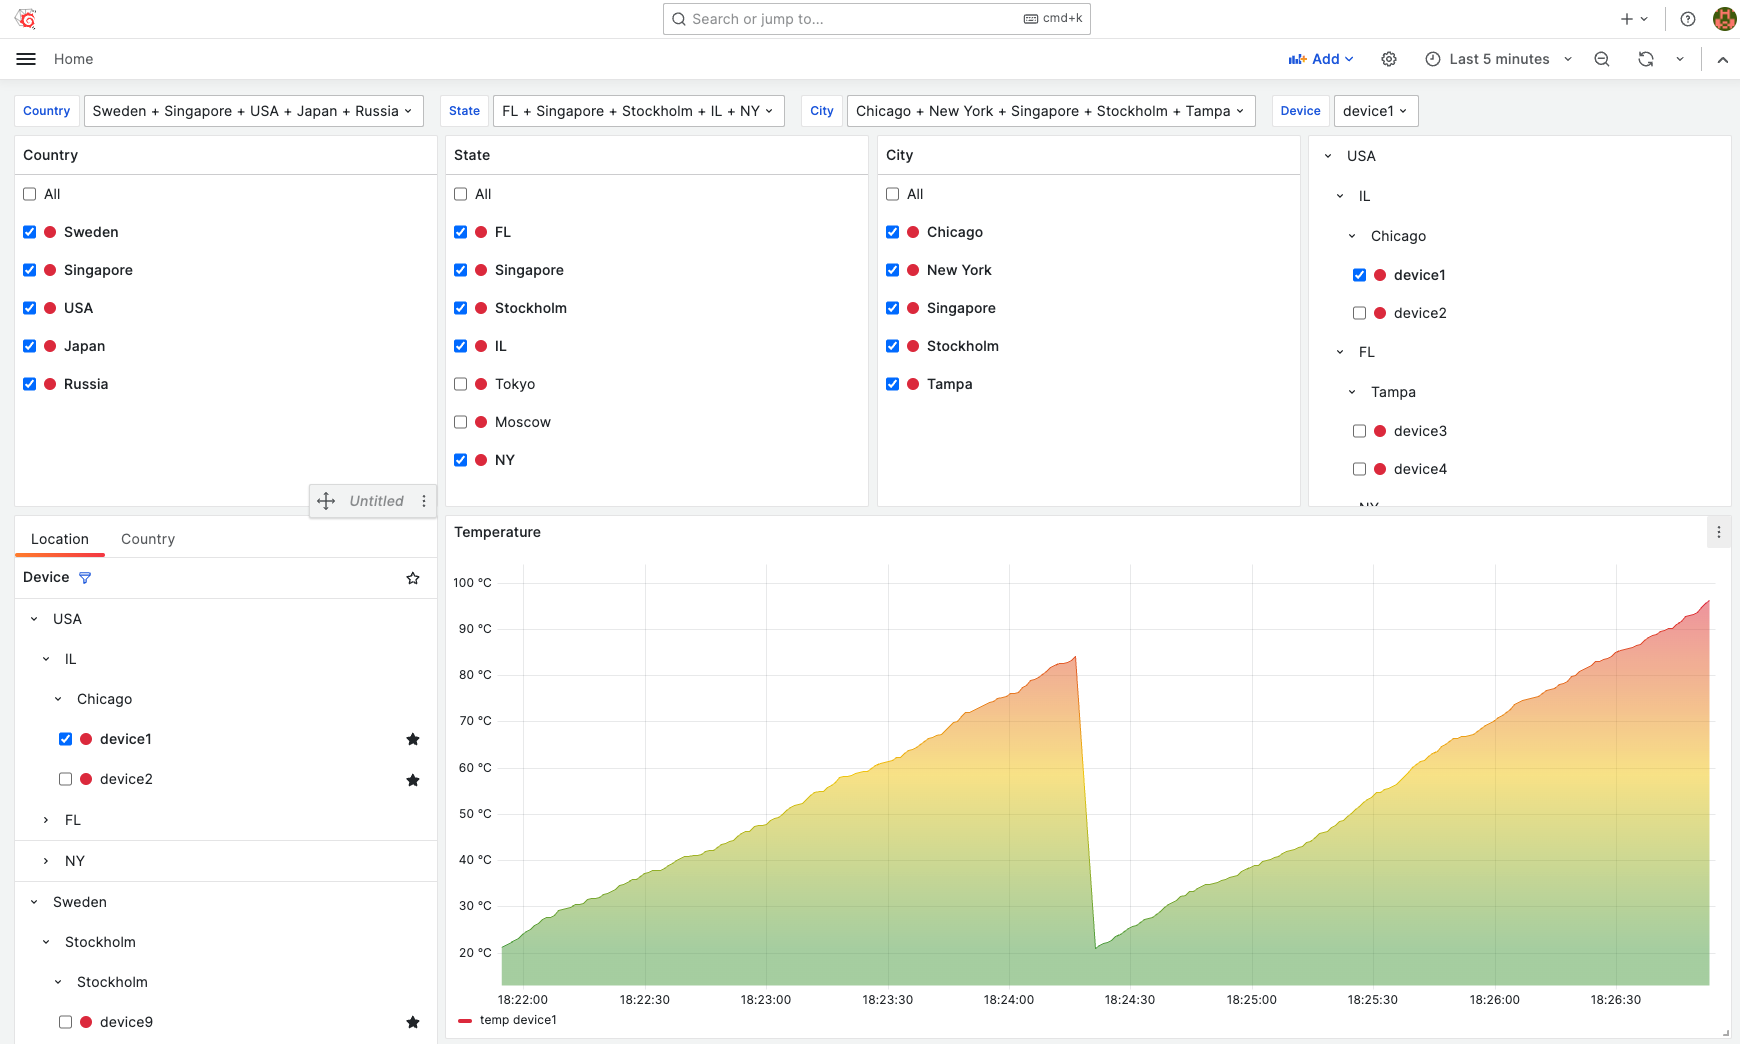 Search or jump to... cmd+k
Home Add Last 5 minutes
Country Sweden + Singapore + USA + Japan + Russia State FL + Singapore + Stockholm + IL + NY City Chicago + New York + Singapore + Stockholm + Tampa Device device1
Country
All
Sweden
Singapore
USA
Japan
Russia
State
All
FL
Singapore
Stockholm
IL
Tokyo
Moscow
NY
City
All
Chicago
New York
Singapore
Stockholm
Tampa
USA
IL
Chicago
device1
device2
FL
Tampa
device3
device4
NY
Untitled
Location Country
Device
USA
IL
Chicago
device1
device2
FL
NY
Sweden
Stockholm
Stockholm
device9
Temperature
100 °C
90 °C
80 °C
70 °C
60 °C
50 °C
40 °C
30 °C
20 °C
18:22:00 18:22:30 18:23:00 18:23:30 18:24:00 18:24:30 18:25:00 18:25:30 18:26:00 18:26:30
temp device1